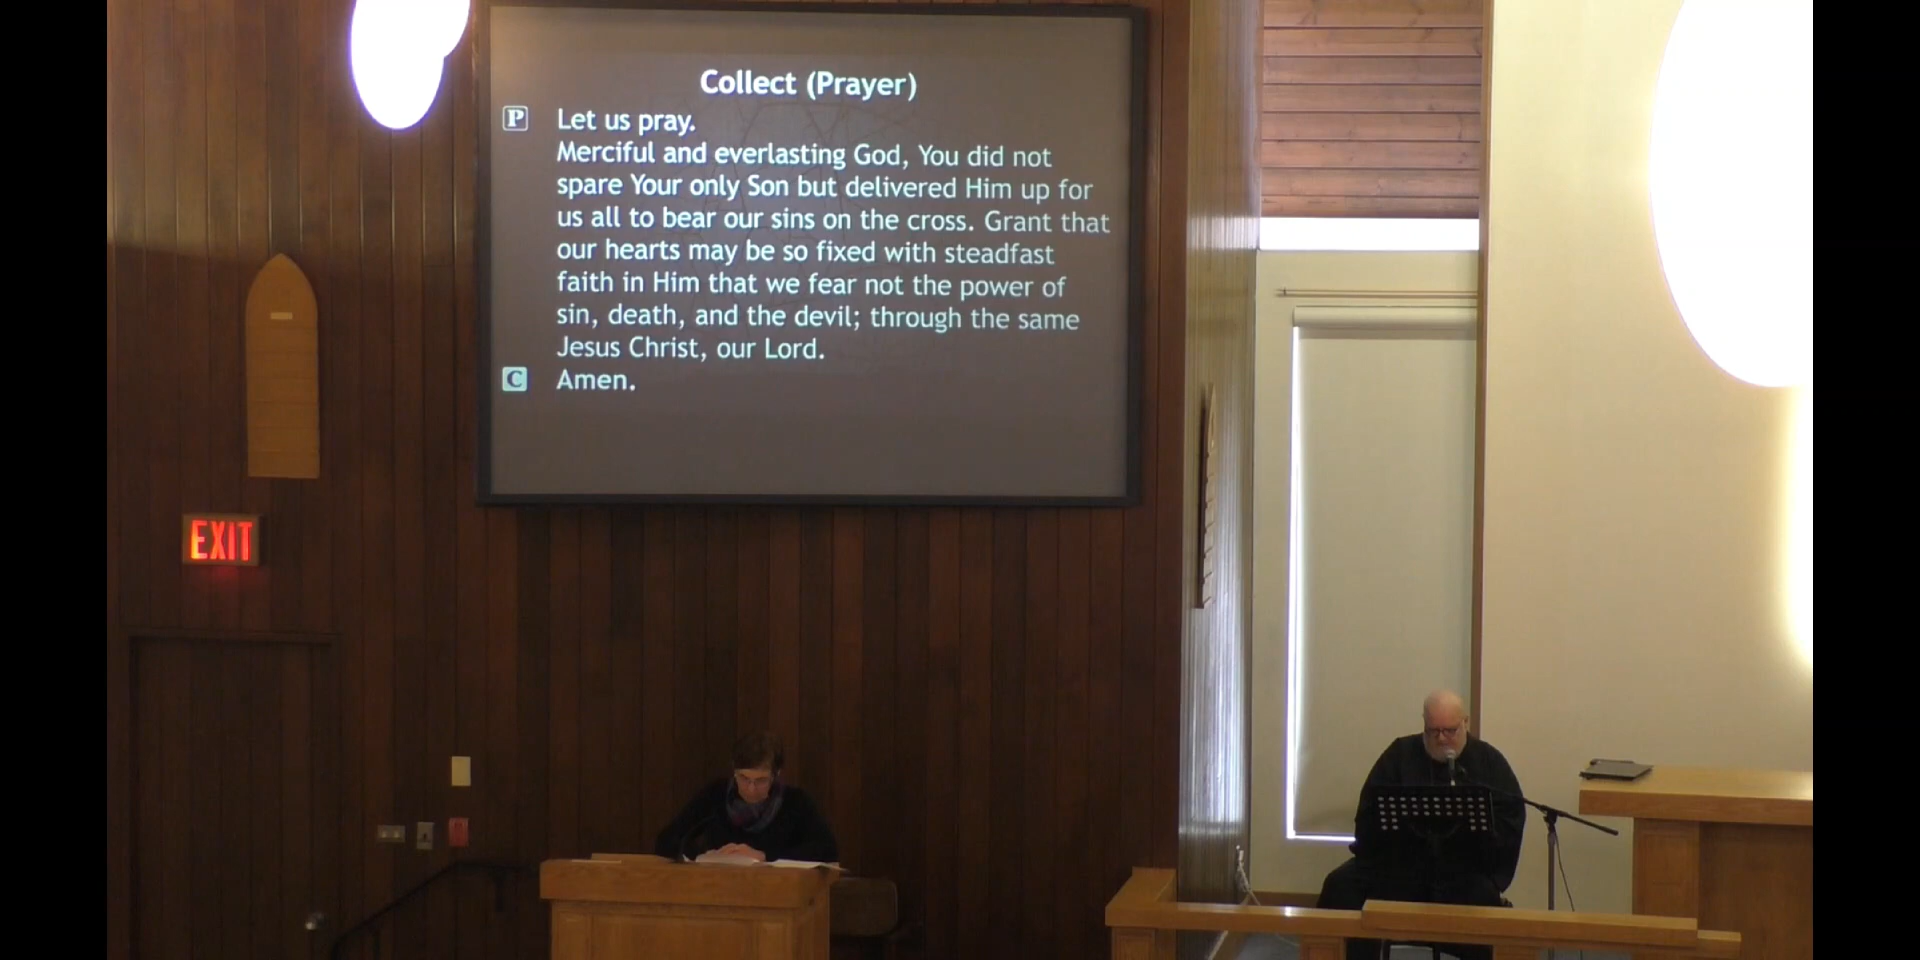 Collect (Prayer)
P Let us pray.
Merciful and everlasting God, You did not
spare Your only Son but delivered Him up for
us all to bear our sins on the cross. Grant that
our hearts may be so fixed with steadfast
faith in Him that we fear not the power of
sin, death, and the devil; through the same
Jesus Christ, our Lord.
C Amen.
EXIT